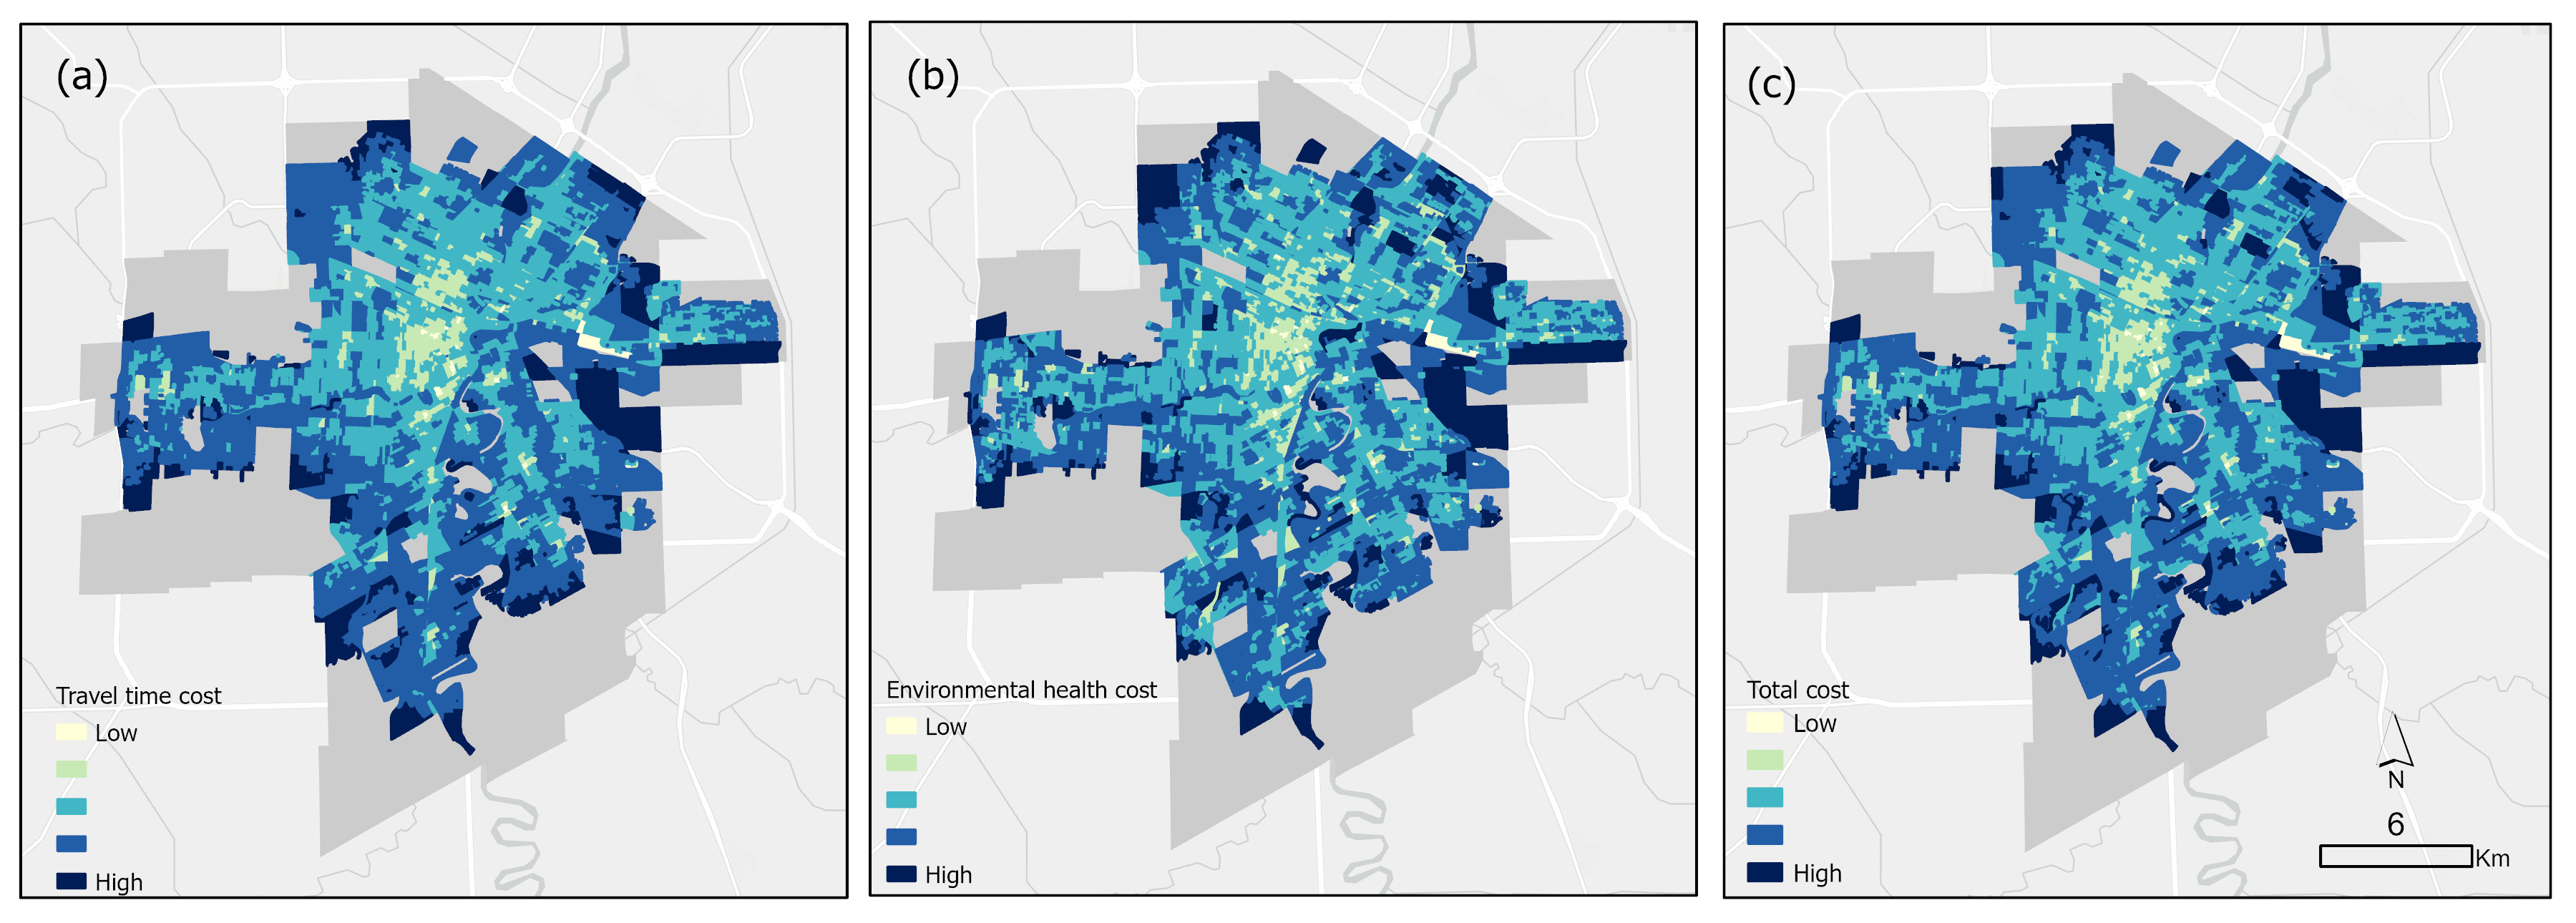 (a)
Travel time cost
Low
High
(b)
Environmental health cost
Low
High
(c)
Total cost
Low
High
N
6
Km